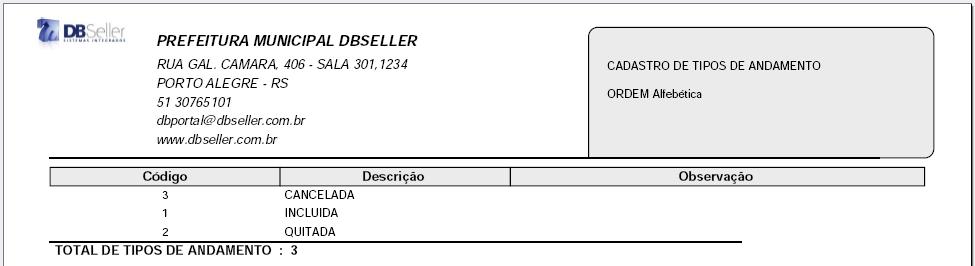 DBSeller
SISTEMAS INTEGRADOS
PREFEITURA MUNICIPAL DBSELLER
RUA GAL. CAMARA, 406 - SALA 301,1234
PORTO ALEGRE - RS
51 30765101
dbportal@dbseller.com.br
www.dbseller.com.br
CADASTRO DE TIPOS DE ANDAMENTO
ORDEM Alfebética
Código Descrição Observação
3 CANCELADA
1 INCLUIDA
2 QUITADA
TOTAL DE TIPOS DE ANDAMENTO : 3